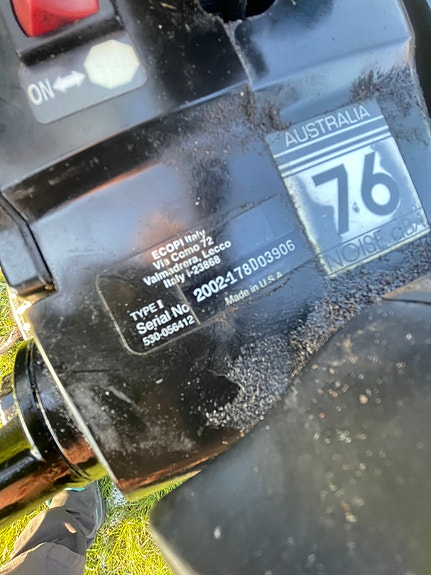 ON
AUSTRALIA
76
NOISE dBA
ECOPI Italy
Via Como 72
Valmadrera, Lecco
Italy I-23868
TYPE II
Serial No 2002-178D03906
530-056412 Made in U.S.A.